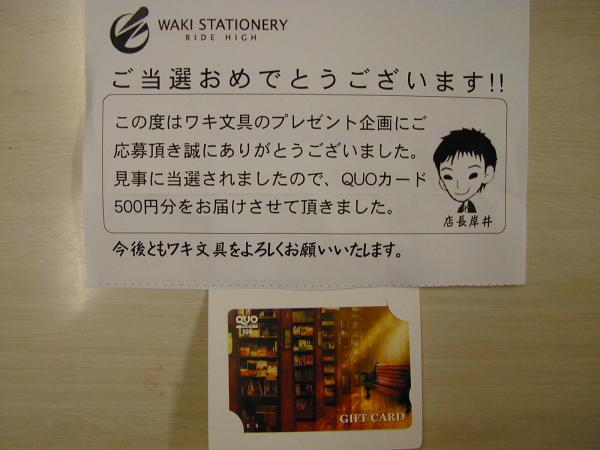 WAKI STATIONERY
RIDE HIGH
ご当選おめでとうございます!!
この度はワキ文具のプレゼント企画にご
応募頂き誠にありがとうございました。
見事に当選されましたので、QUOカード
500円分をお届けさせて頂きました。
店長岸井
今後ともワキ文具をよろしくお願いいたします。
QUO
500
GIFT CARD